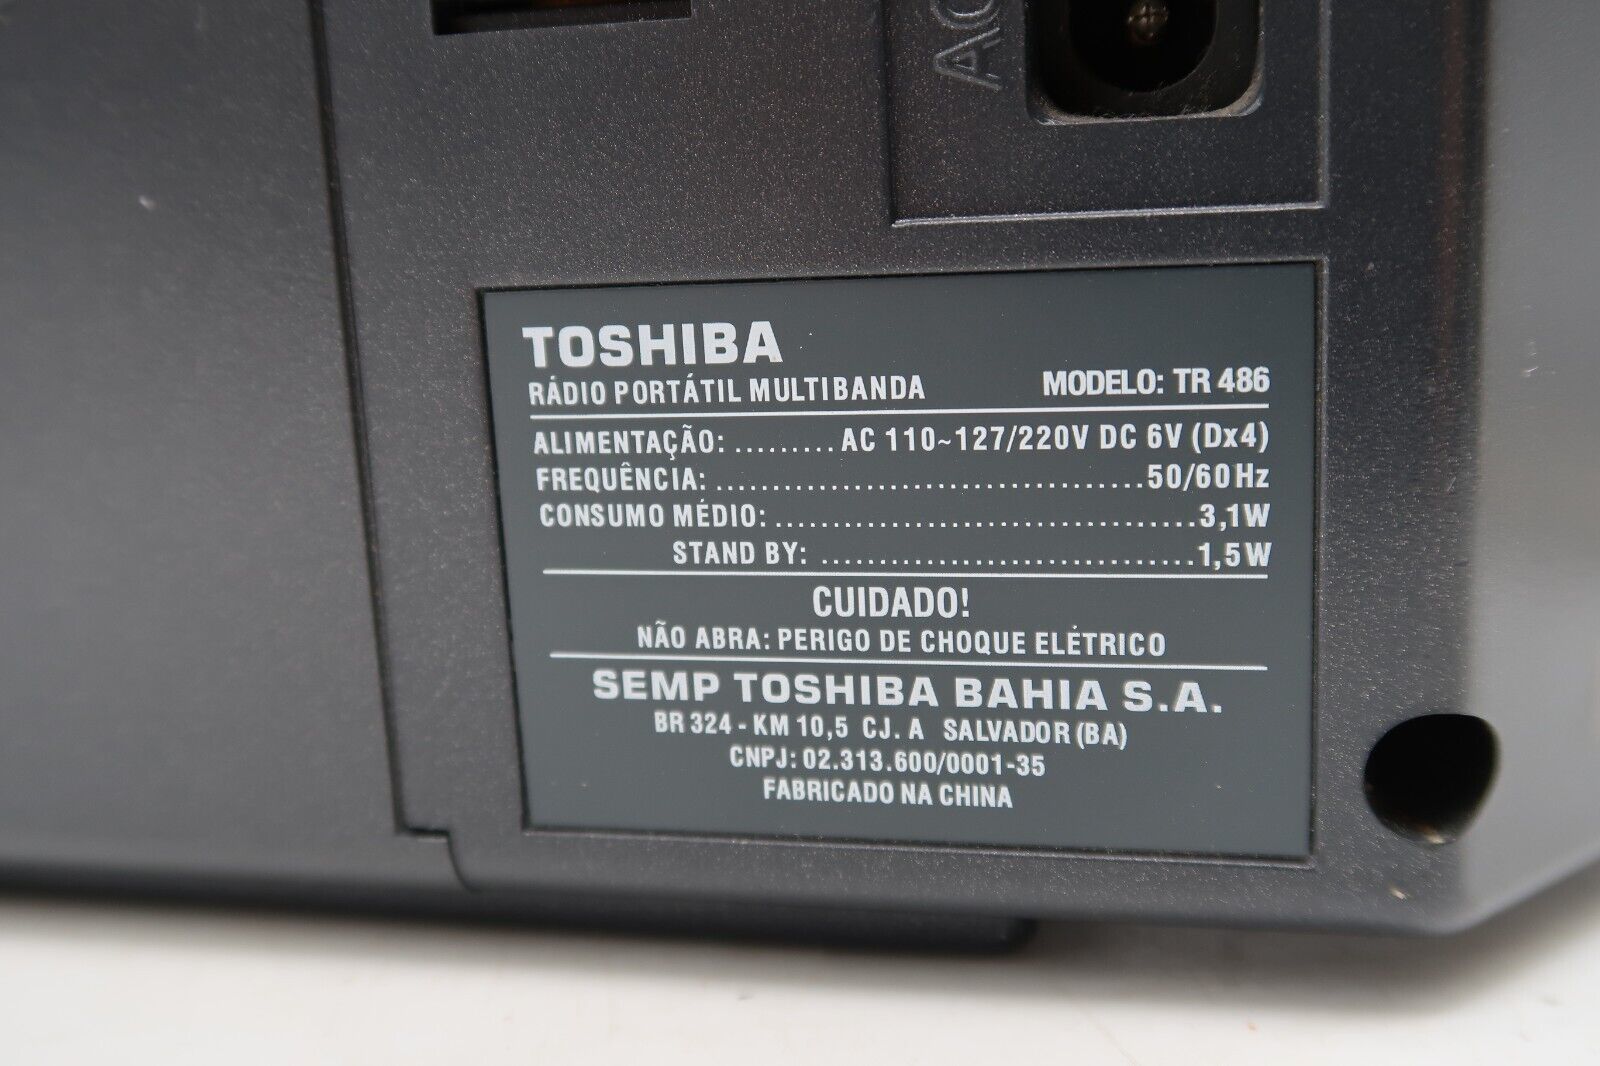 AC
TOSHIBA
RÁDIO PORTÁTIL MULTIBANDA MODELO: TR 486
ALIMENTAÇÃO: ......... AC 110~127/220V DC 6V (Dx4)
FREQUÊNCIA: ..................................... 50/60Hz
CONSUMO MÉDIO: .................................... 3,1W
STAND BY: ................................ 1,5W
CUIDADO!
NÃO ABRA: PERIGO DE CHOQUE ELÉTRICO
SEMP TOSHIBA BAHIA S.A.
BR 324 - KM 10,5 CJ. A SALVADOR (BA)
CNPJ: 02.313.600/0001-35
FABRICADO NA CHINA